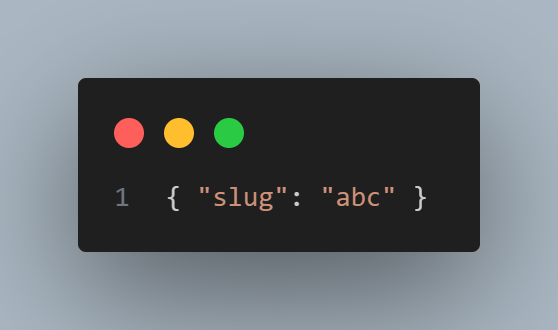 1 { "slug": "abc" }